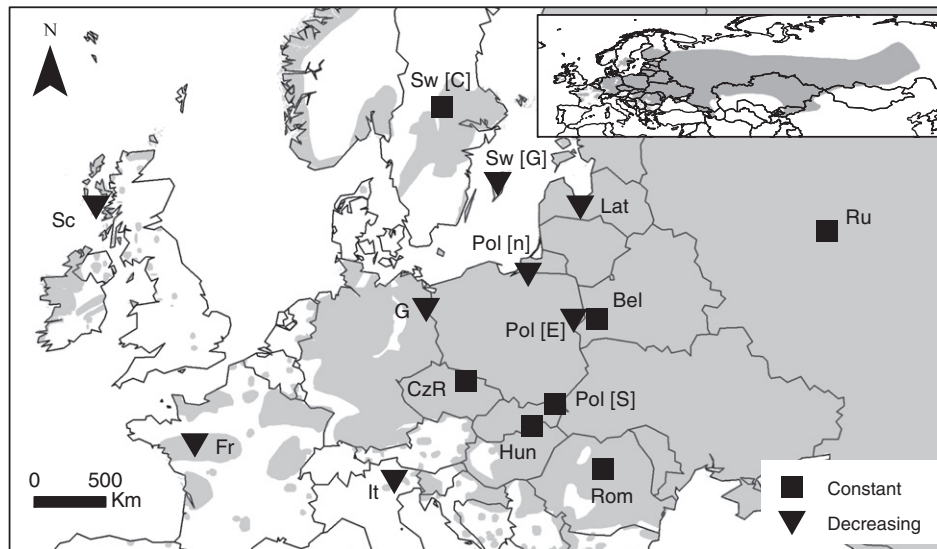 N
Sw [C]
Sw [G]
Sc
Lat
Ru
Pol [n]
G
Bel
Pol [E]
CzR
Pol [S]
Fr
Hun
It
Rom
0 500
Km
Constant
Decreasing